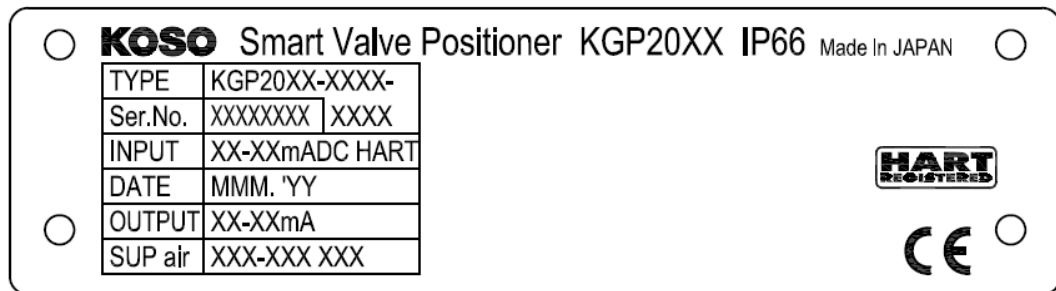 KOSO Smart Valve Positioner KGP20XX IP66 Made In JAPAN
TYPE KGP20XX-XXXX-
Ser.No. XXXXXXXX XXXX
INPUT XX-XXmADC HART
DATE MMM. 'YY
OUTPUT XX-XXmA
SUP air XXX-XXX XXX
HART
REGISTERED
CE